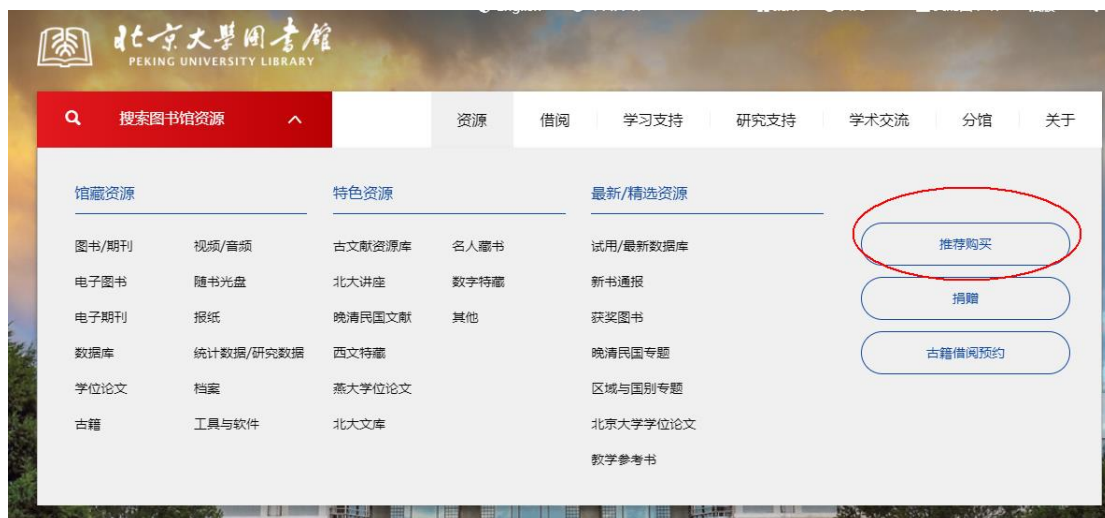 北京大學圖書館
PEKING UNIVERSITY LIBRARY
搜索图书馆资源
资源 借阅 学习支持 研究支持 学术交流 分馆 关于
馆藏资源 特色资源 最新/精选资源
图书/期刊 视频/音频 古文献资源库 名人藏书 试用/最新数据库 推荐购买
电子图书 随书光盘 北大讲座 数字特藏 新书通报
捐赠
电子期刊 报纸 晚清民国文献 其他 获奖图书
数据库 统计数据/研究数据 西文特藏 晚清民国专题 古籍借阅预约
学位论文 档案 燕大学位论文 区域与国别专题
古籍 工具与软件 北大文库 北京大学学位论文
教学参考书